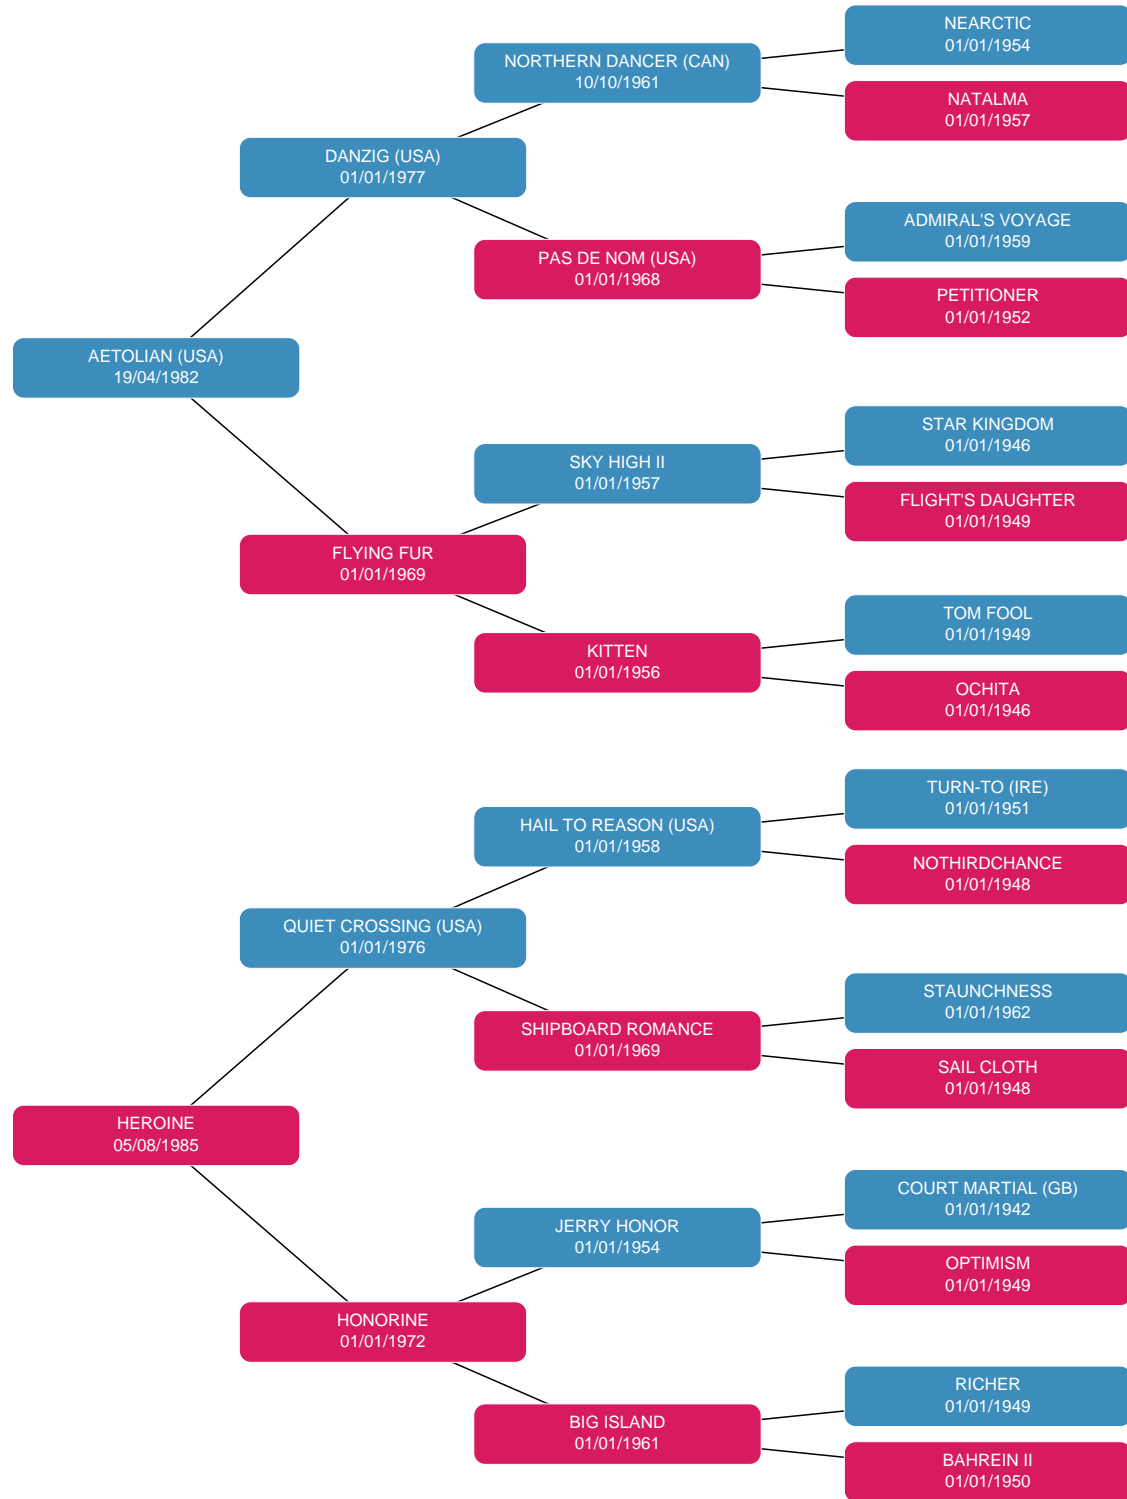 NEARCTIC
01/01/1954
NORTHERN DANCER (CAN)
10/10/1961
NATALMA
01/01/1957
DANZIG (USA)
01/01/1977
ADMIRAL'S VOYAGE
01/01/1959
PAS DE NOM (USA)
01/01/1968
PETITIONER
01/01/1952
AETOLIAN (USA)
19/04/1982
STAR KINGDOM
01/01/1946
SKY HIGH II
01/01/1957
FLIGHT'S DAUGHTER
01/01/1949
FLYING FUR
01/01/1969
TOM FOOL
01/01/1949
KITTEN
01/01/1956
OCHITA
01/01/1946
TURN-TO (IRE)
01/01/1951
HAIL TO REASON (USA)
01/01/1958
NOTHIRDCHANCE
01/01/1948
QUIET CROSSING (USA)
01/01/1976
STAUNCHNESS
01/01/1962
SHIPBOARD ROMANCE
01/01/1969
SAIL CLOTH
01/01/1948
HEROINE
05/08/1985
COURT MARTIAL (GB)
01/01/1942
JERRY HONOR
01/01/1954
OPTIMISM
01/01/1949
HONORINE
01/01/1972
RICHER
01/01/1949
BIG ISLAND
01/01/1961
BAHREIN II
01/01/1950